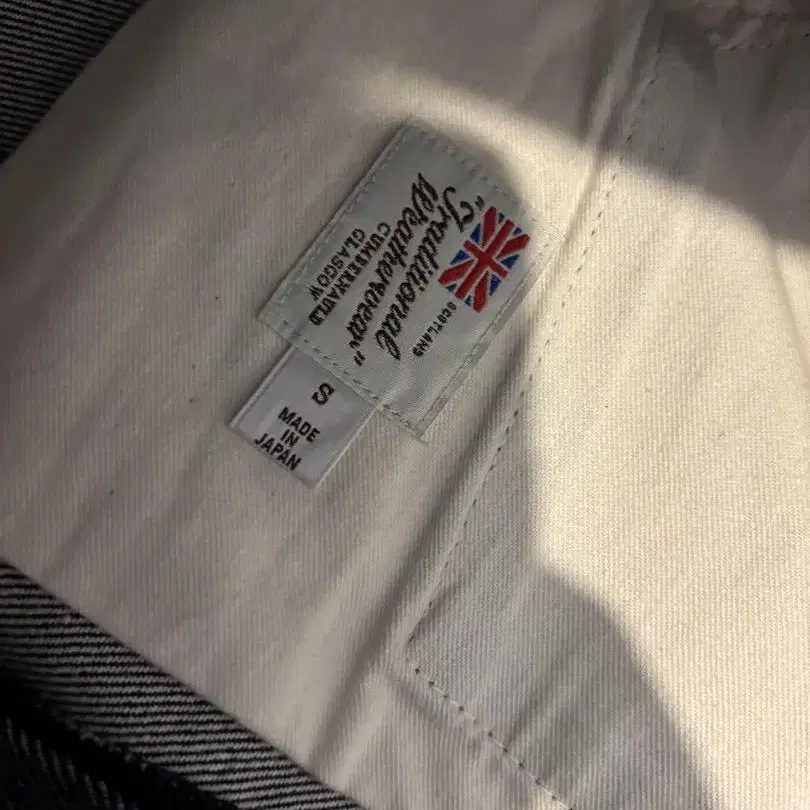 "Traditional
Weatherwear"
CUMBERNAULD
GLASGOW
SCOTLAND
S
MADE
IN
JAPAN